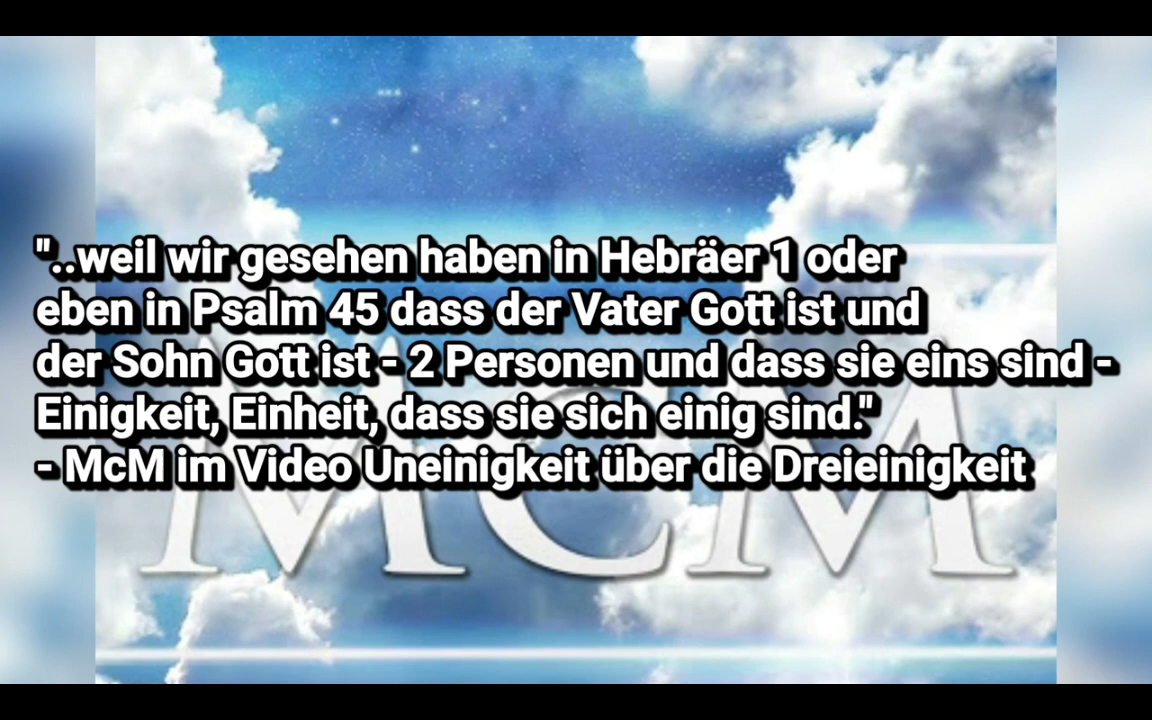 "..weil wir gesehen haben in Hebräer 1 oder
eben in Psalm 45 dass der Vater Gott ist und
der Sohn Gott ist - 2 Personen und dass sie eins sind -
Einigkeit, Einheit, dass sie sich einig sind."
- McM im Video Uneinigkeit über die Dreieinigkeit
MCM